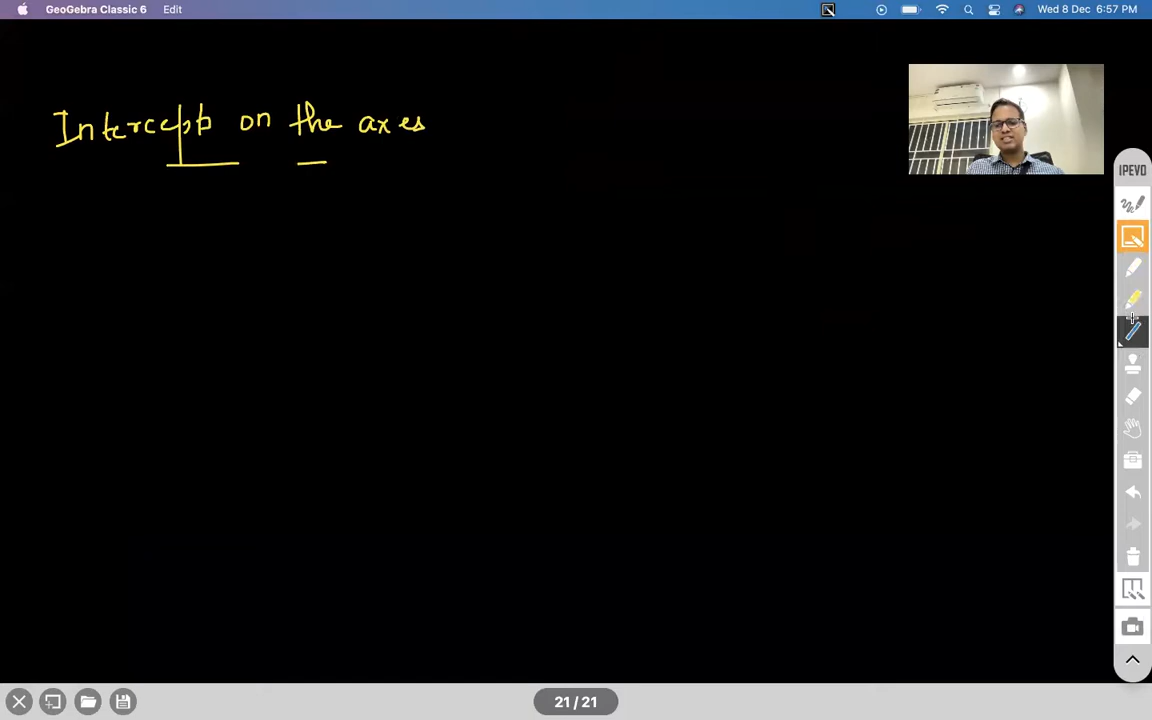 GeoGebra Classic 6 Edit Wed 8 Dec 6:57 PM
Intercept on the axes
IPEVO
21 / 21